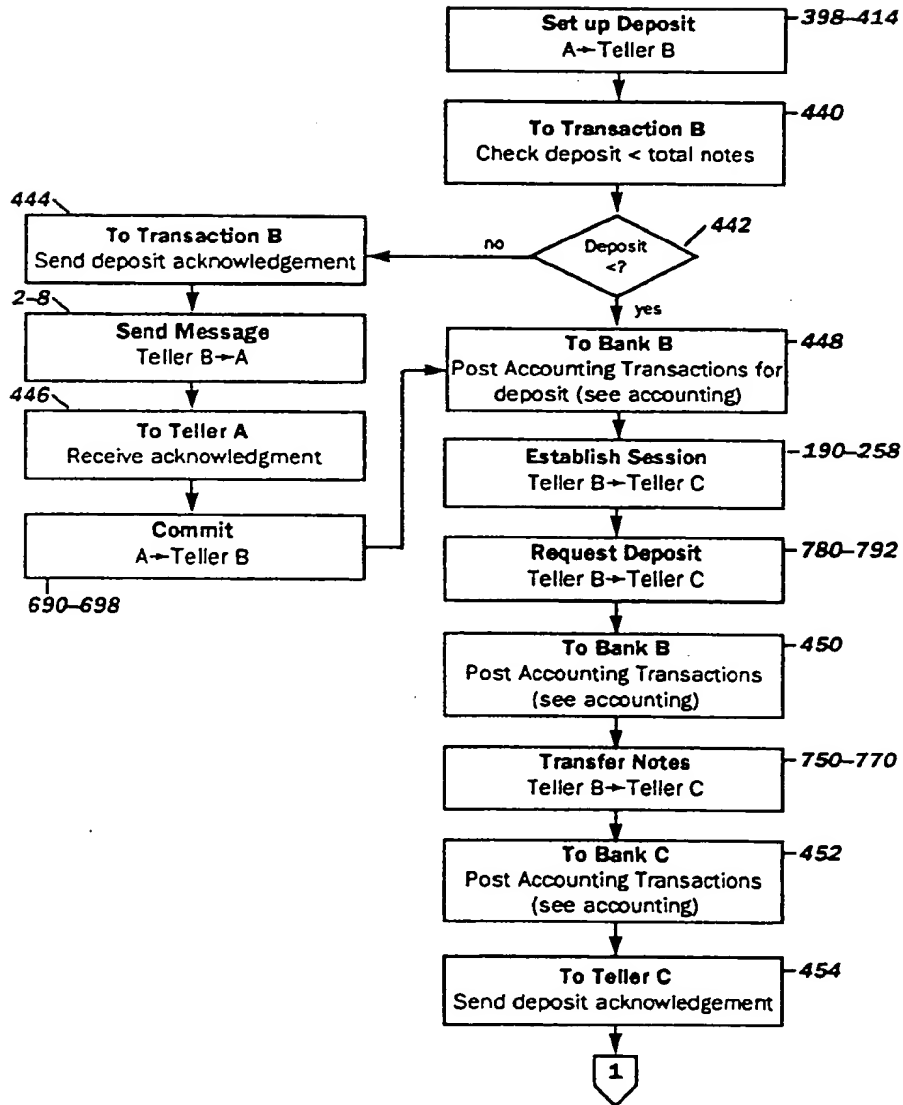 Set up Deposit
A→Teller B
398–414
To Transaction B
Check deposit < total notes
440
Deposit
<?
442
no
yes
444
To Transaction B
Send deposit acknowledgement
2–8
Send Message
Teller B→A
446
To Teller A
Receive acknowledgment
Commit
A→Teller B
690–698
To Bank B
Post Accounting Transactions for
deposit (see accounting)
448
Establish Session
Teller B→Teller C
190–258
Request Deposit
Teller B→Teller C
780–792
To Bank B
Post Accounting Transactions
(see accounting)
450
Transfer Notes
Teller B→Teller C
750–770
To Bank C
Post Accounting Transactions
(see accounting)
452
To Teller C
Send deposit acknowledgement
454
1